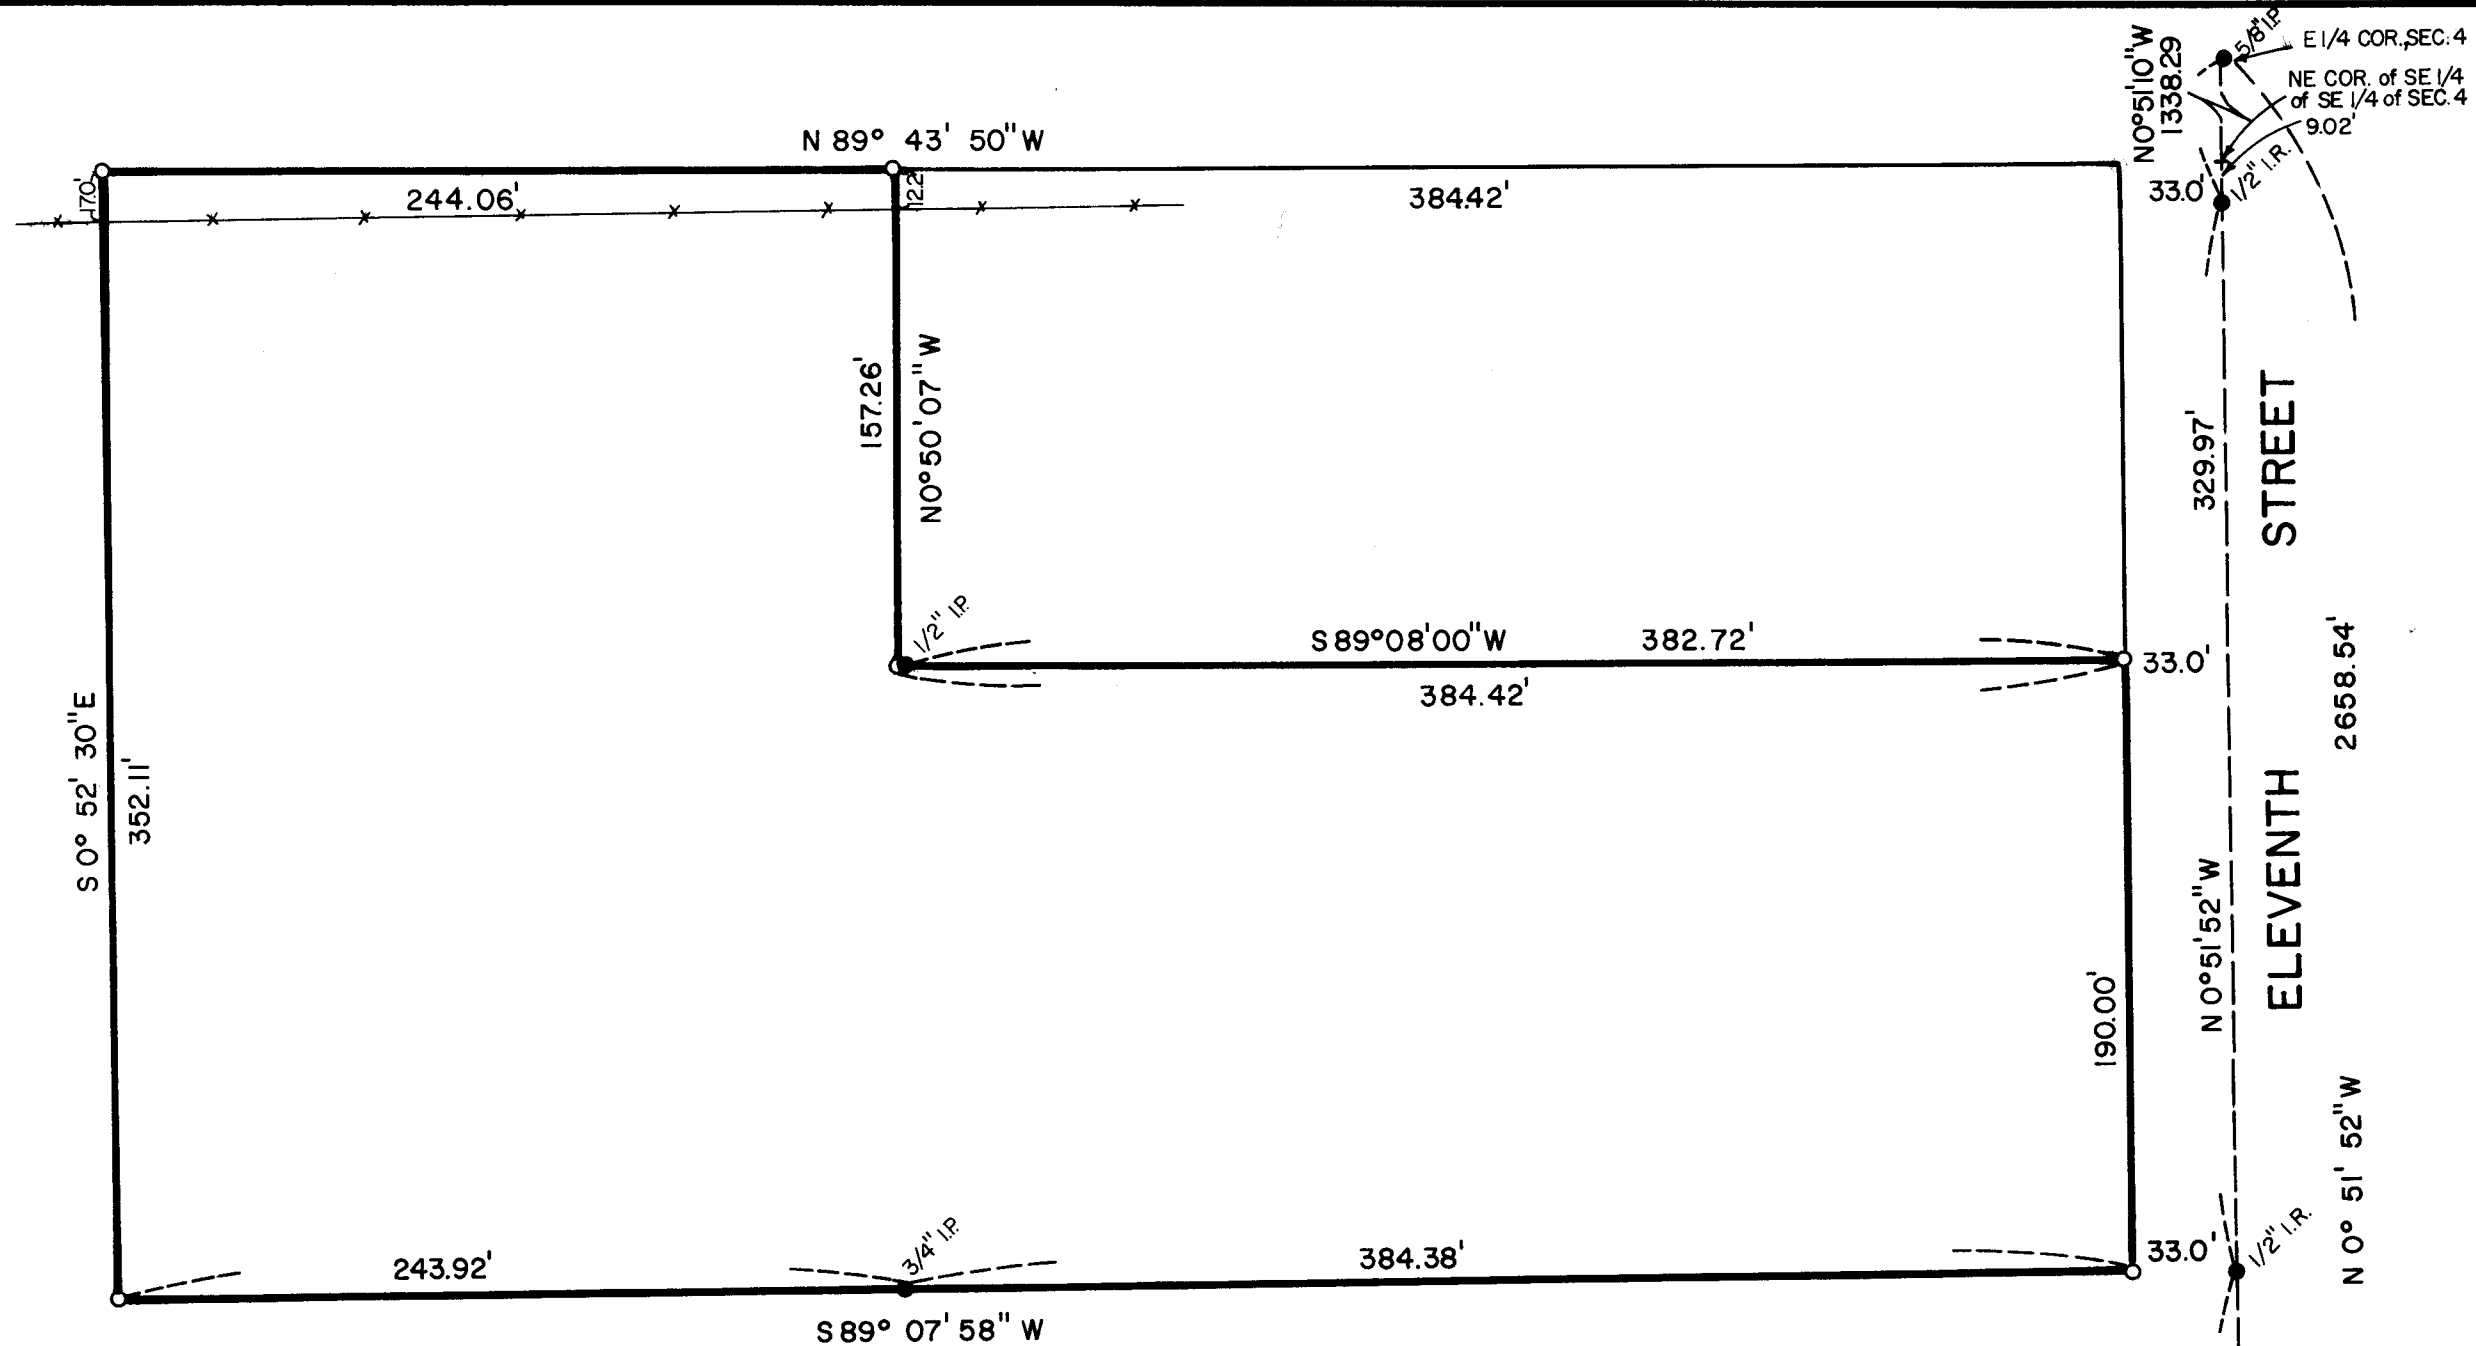 5/8" I.P.
E 1/4 COR., SEC. 4
NE COR. of SE 1/4
of SE 1/4 of SEC. 4
9.02'
N0°51'10"W
1338.29
N 89° 43' 50" W
17.0'
244.06'
12.2
384.42'
33.0'
1/2" I.R.
157.26'
N0°50'07"W
329.97'
STREET
1/2" I.P.
S 89°08'00"W 382.72'
384.42'
33.0'
2658.54'
S 0° 52' 30" E
352.11'
ELEVENTH
N 0°51'52"W
190.00'
N 0° 51' 52" W
243.92'
3/4" I.P.
384.38'
33.0'
1/2" I.R.
S 89° 07' 58" W